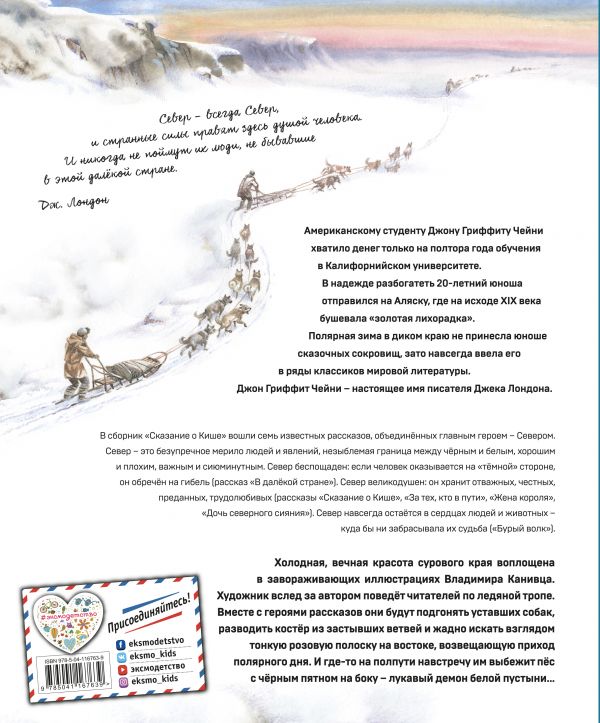 Север – всегда Север,
и странные силы правят здесь душой человека.
И никогда не поймут их люди, не бывавшие
в этой далёкой стране.
Дж. Лондон
Американскому студенту Джону Гриффиту Чейни
хватило денег только на полтора года обучения
в Калифорнийском университете.
В надежде разбогатеть 20-летний юноша
отправился на Аляску, где на исходе XIX века
бушевала «золотая лихорадка».
Полярная зима в диком краю не принесла юноше
сказочных сокровищ, зато навсегда ввела его
в ряды классиков мировой литературы.
Джон Гриффит Чейни – настоящее имя писателя Джека Лондона.
В сборник «Сказание о Кише» вошли семь известных рассказов, объединённых главным героем – Севером.
Север – это безупречное мерило людей и явлений, незыблемая граница между чёрным и белым, хорошим
и плохим, важным и сиюминутным. Север беспощаден: если человек оказывается на «тёмной» стороне,
он обречён на гибель (рассказ «В далёкой стране»). Север великодушен: он хранит отважных, честных,
преданных, трудолюбивых (рассказы «Сказание о Кише», «За тех, кто в пути», «Жена короля»,
«Дочь северного сияния»). Север навсегда остаётся в сердцах людей и животных –
куда бы ни забрасывала их судьба («Бурый волк»).
Холодная, вечная красота сурового края воплощена
в завораживающих иллюстрациях Владимира Канивца.
Художник вслед за автором поведёт читателей по ледяной тропе.
Вместе с героями рассказов они будут подгонять уставших собак,
разводить костёр из застывших ветвей и жадно искать взглядом
тонкую розовую полоску на востоке, возвещающую приход
полярного дня. И где-то на полпути навстречу им выбежит пёс
с чёрным пятном на боку – лукавый демон белой пустыни...
#эксмодетство
Присоединяйтесь!
eksmodetstvo
eksmo_kids
эксмодетство
eksmo_kids
ISBN 978-5-04-116763-9
9 785041 167639 >